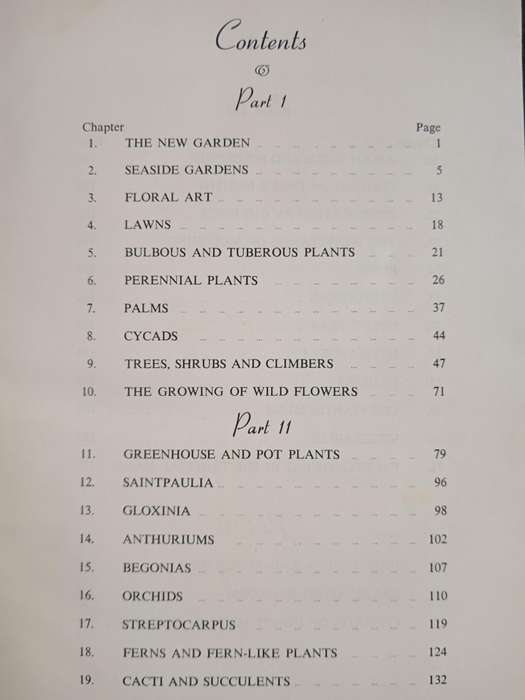 Contents
Part 1
Chapter Page
1. THE NEW GARDEN 1
2. SEASIDE GARDENS 5
3. FLORAL ART 13
4. LAWNS 18
5. BULBOUS AND TUBEROUS PLANTS 21
6. PERENNIAL PLANTS 26
7. PALMS 37
8. CYCADS 44
9. TREES, SHRUBS AND CLIMBERS 47
10. THE GROWING OF WILD FLOWERS 71
Part 11
11. GREENHOUSE AND POT PLANTS 79
12. SAINTPAULIA 96
13. GLOXINIA 98
14. ANTHURIUMS 102
15. BEGONIAS 107
16. ORCHIDS 110
17. STREPTOCARPUS 119
18. FERNS AND FERN-LIKE PLANTS 124
19. CACTI AND SUCCULENTS 132